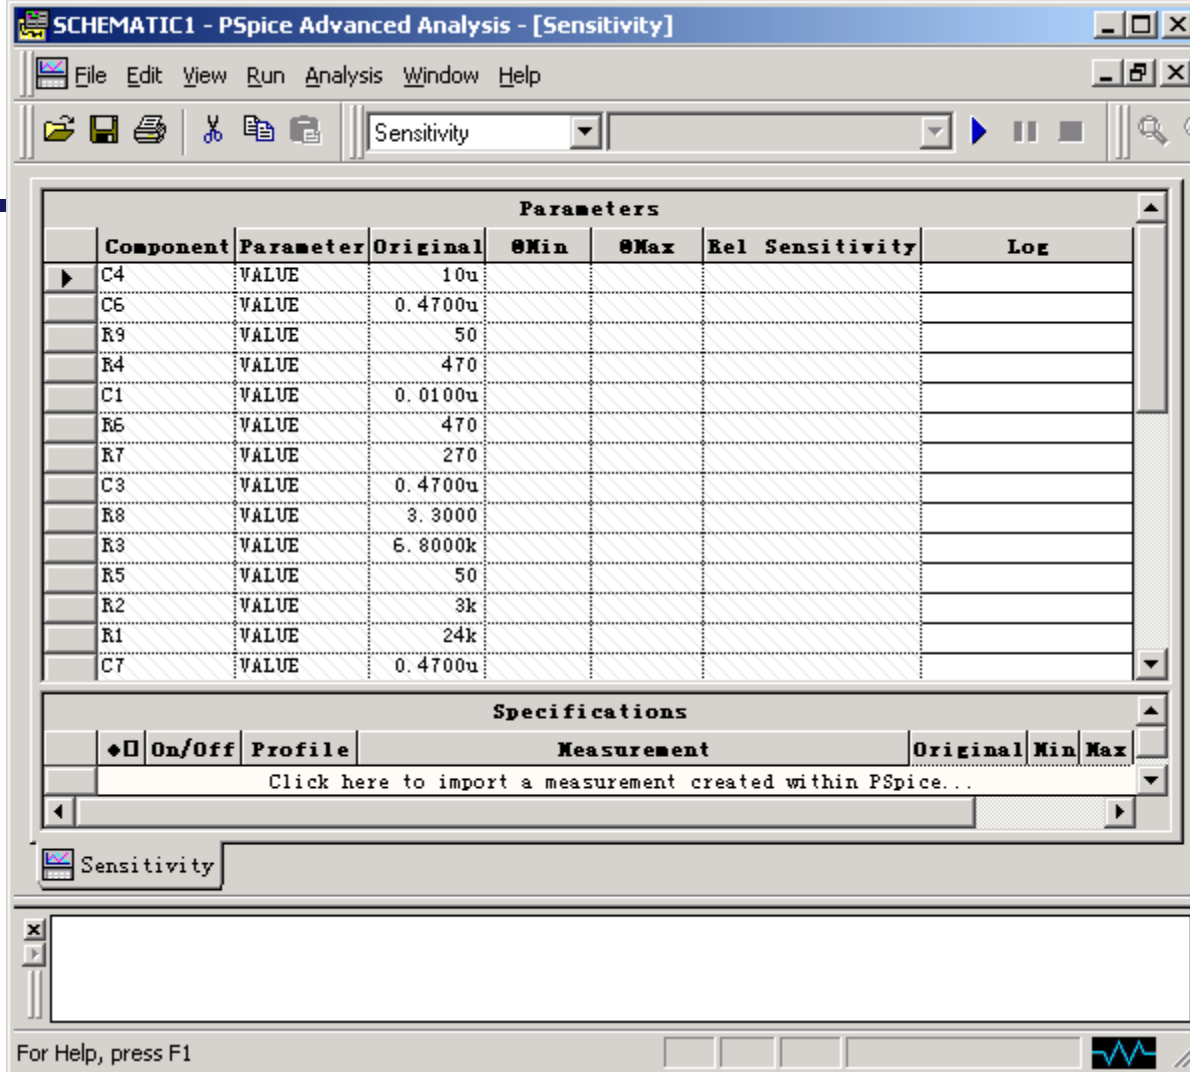 SCHEMATIC1 - PSpice Advanced Analysis - [Sensitivity]
File Edit View Run Analysis Window Help
Sensitivity
Parameters
Component Parameter Original @Min @Max Rel Sensitivity Log
C4 VALUE 10u
C6 VALUE 0.4700u
R9 VALUE 50
R4 VALUE 470
C1 VALUE 0.0100u
R6 VALUE 470
R7 VALUE 270
C3 VALUE 0.4700u
R8 VALUE 3.3000
R3 VALUE 6.8000k
R5 VALUE 50
R2 VALUE 3k
R1 VALUE 24k
C7 VALUE 0.4700u
Specifications
On/Off Profile Measurement Original Min Max
Click here to import a measurement created within PSpice...
Sensitivity
For Help, press F1